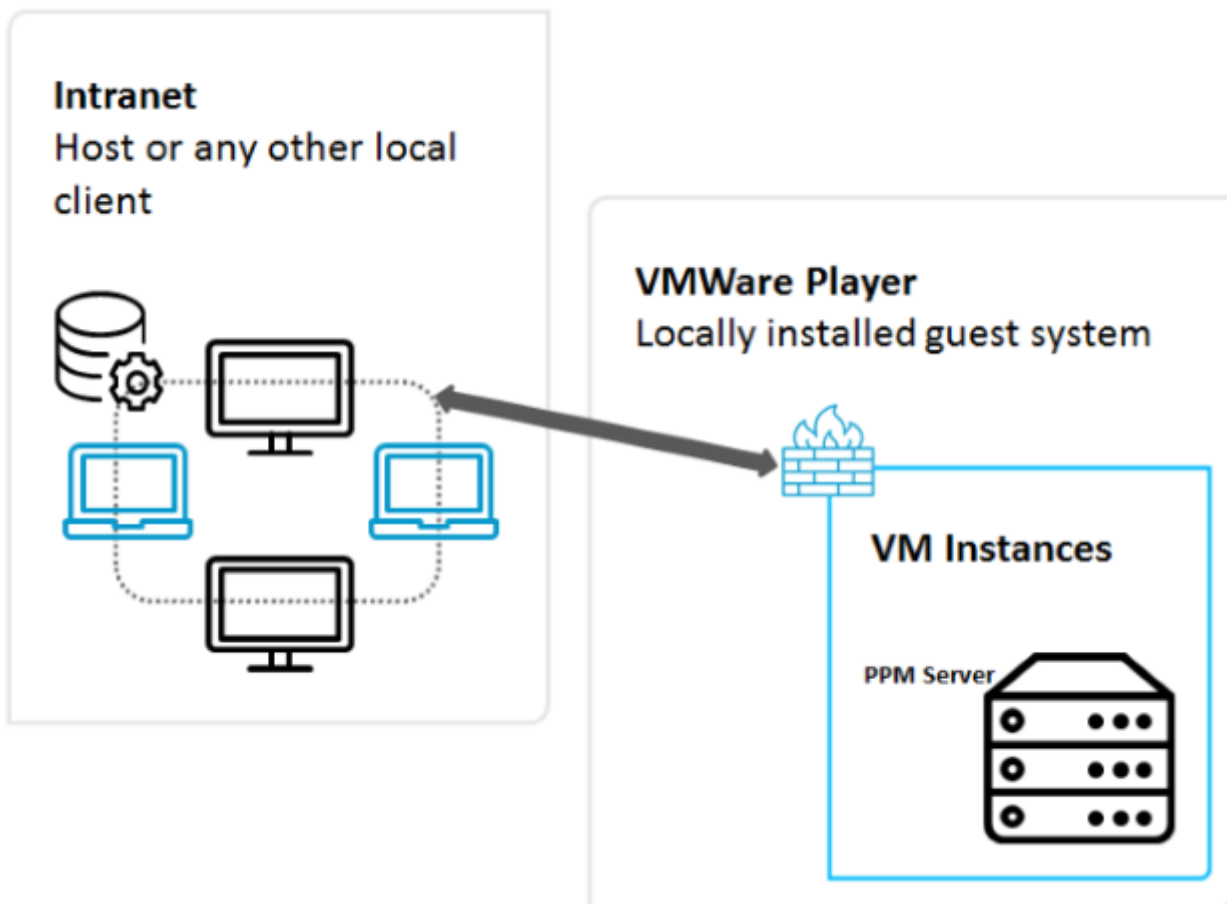 Intranet
Host or any other local
client
VMWare Player
Locally installed guest system
VM Instances
PPM Server